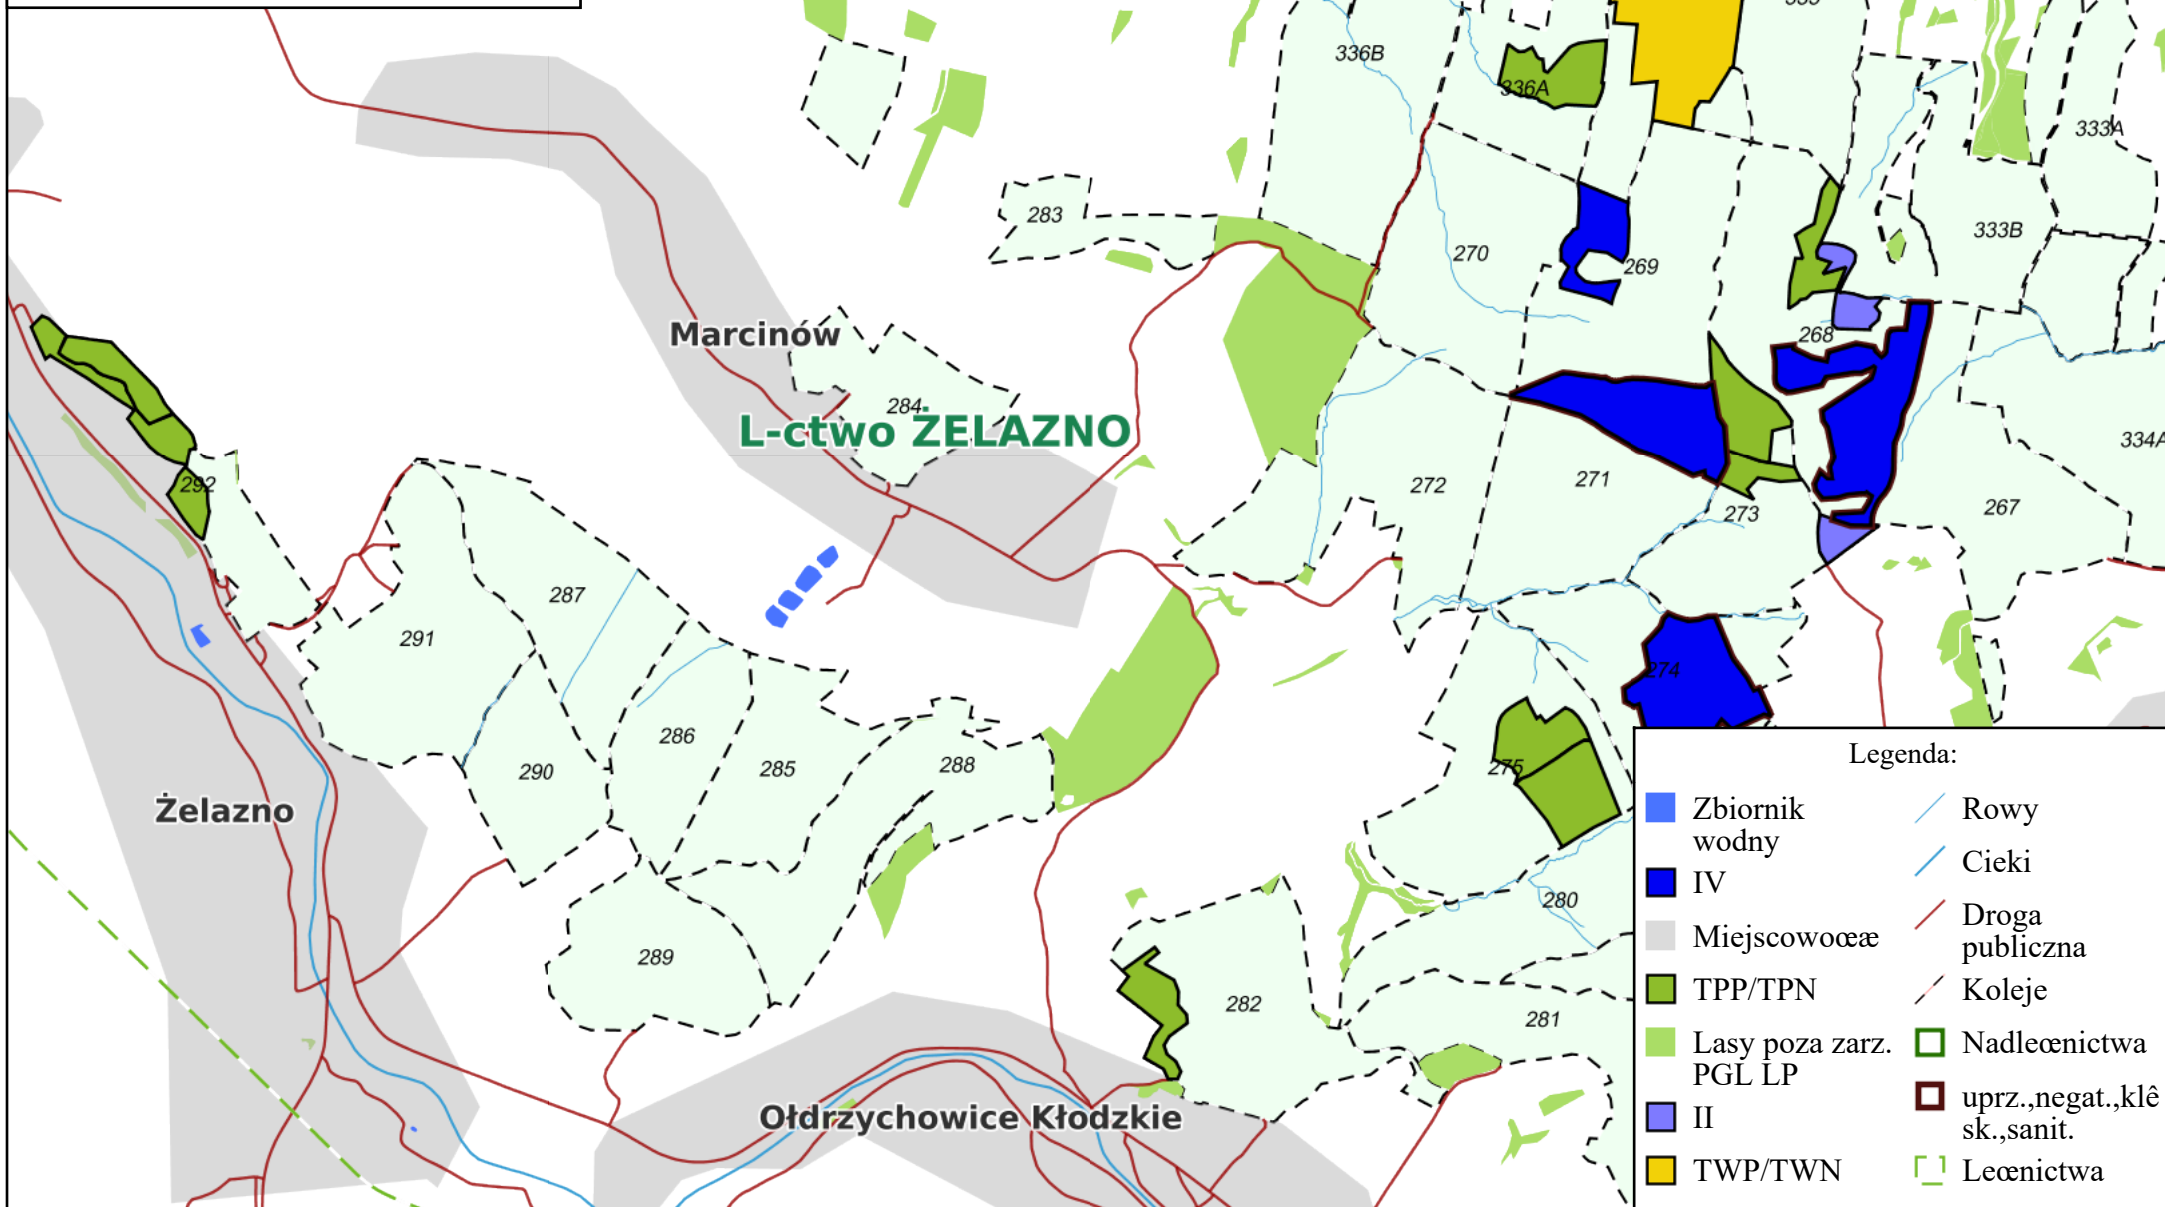 336B
336A
333A
283
270
269
333B
268
Marcinów
284
L-ctwo ŻELAZNO
334A
292
272
271
273
267
287
291
274
286
290
285
288
275
Żelazno
280
289
282
281
Ołdrzychowice Kłodzkie
Legenda:
Zbiornik
wodny
IV
Miejscowoœæ
TPP/TPN
Lasy poza zarz.
PGL LP
II
TWP/TWN
Rowy
Cieki
Droga
publiczna
Koleje
Nadleœnictwa
uprz.,negat.,klê
sk.,sanit.
Leœnictwa